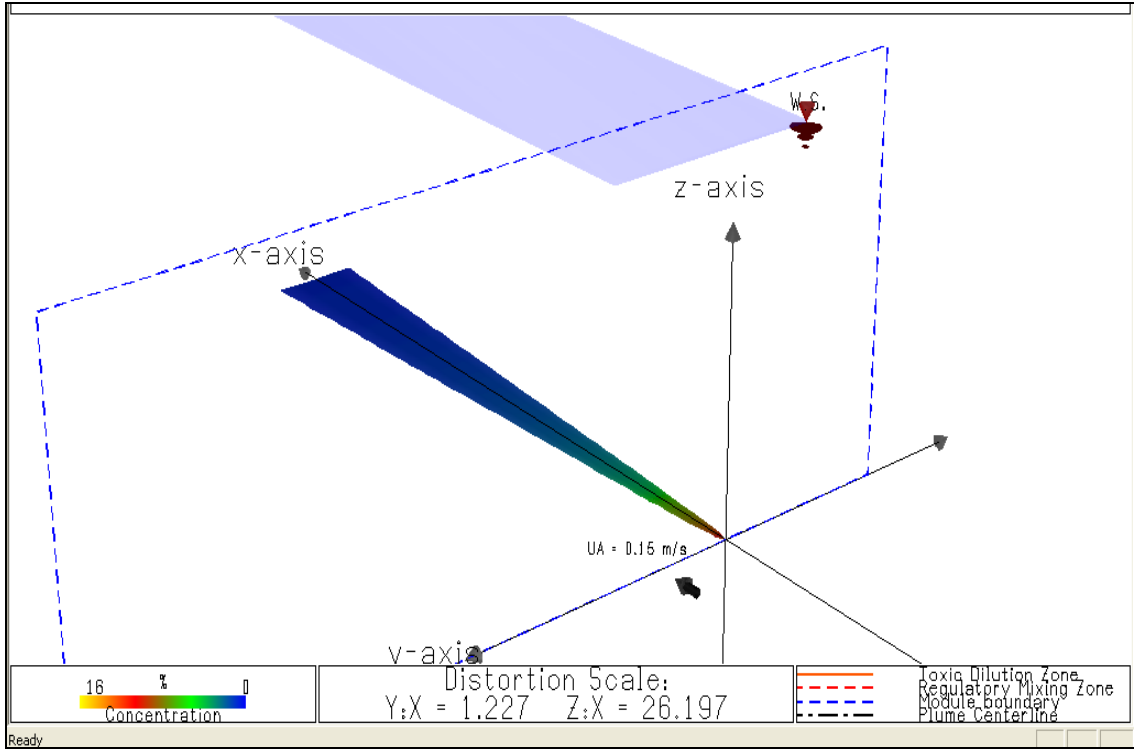 W.S.
z-axis
x-axis
UA = 0.15 m/s
y-axis
16 % 0
Concentration
Distortion Scale:
Y:X = 1.227 Z:X = 26.197
Toxic Dilution Zone
Regulatory Mixing Zone
Module boundary
Plume Centerline
Ready